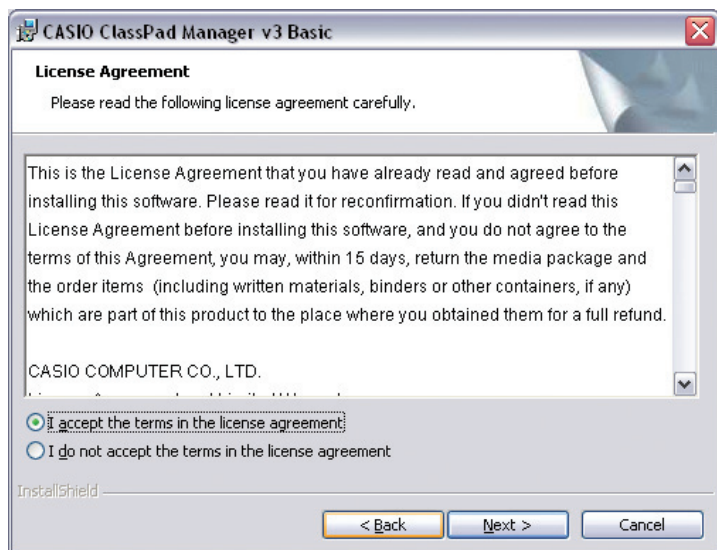 CASIO ClassPad Manager v3 Basic
License Agreement
Please read the following license agreement carefully.
This is the License Agreement that you have already read and agreed before
installing this software. Please read it for reconfirmation. If you didn't read this
License Agreement before installing this software, and you do not agree to the
terms of this Agreement, you may, within 15 days, return the media package and
the order items (including written materials, binders or other containers, if any)
which are part of this product to the place where you obtained them for a full refund.
CASIO COMPUTER CO., LTD.
I accept the terms in the license agreement
I do not accept the terms in the license agreement
InstallShield
< Back
Next >
Cancel